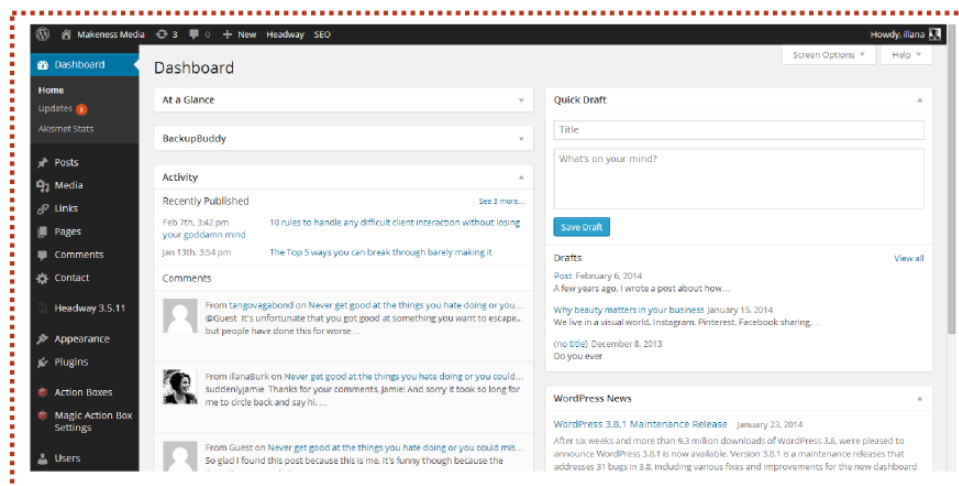 Makeness Media 3 0 + New Headway SEO Howdy, illana
Screen Options Help
Dashboard
Home
Updates 3
Akismet Stats
Posts
Media
Links
Pages
Comments
Contact
Headway 3.5.11
Appearance
Plugins
Action Boxes
Magic Action Box
Settings
Users
Dashboard
At a Glance
BackupBuddy
Activity
Recently Published See 3 more...
Feb 7th, 3:42 pm 10 rules to handle any difficult client interaction without losing
your goddamn mind
Jan 13th, 3:54 pm The Top 5 ways you can break through barely making it
Comments
From tangovagabond on Never get good at the things you hate doing or you...
@Guest It's unfortunate that you got good at something you want to escape..
but people have done this for worse ...
From IllanaBurk on Never get good at the things you hate doing or you could...
suddenlyjamie Thanks for your comments, Jamie! And sorry it took so long for
me to circle back and say hi. ...
From Guest on Never get good at the things you hate doing or you could mis...
So glad I found this post because this is me. It's funny though because the
Quick Draft
Title
What's on your mind?
Save Draft
Drafts View all
Post February 6, 2014
A few years ago, I wrote a post about how...
Why beauty matters in your business January 15, 2014
We live in a visual world. Instagram, Pinterest, Facebook sharing, ...
(no title) December 8, 2013
Do you ever
WordPress News
WordPress 3.8.1 Maintenance Release January 23, 2014
After six weeks and more than 9.3 million downloads of WordPress 3.8, were pleased to
announce WordPress 3.8.1 is now available. Version 3.8.1 is a maintenance releases that
addresses 31 bugs in 3.8, including various fixes and improvements for the new dashboard